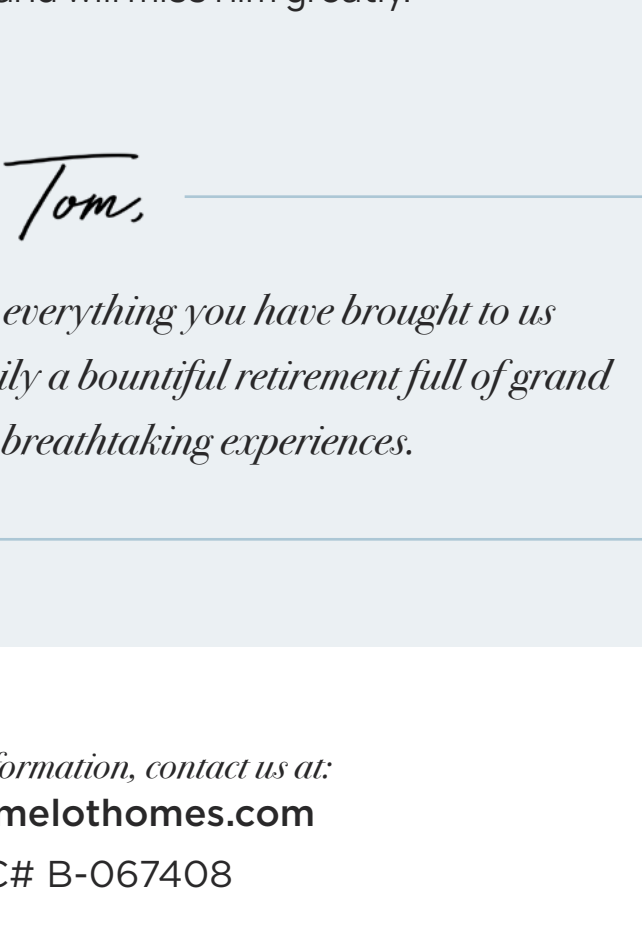 and will miss him greatly.
Tom,
everything you have brought to us
ily a bountiful retirement full of grand
breathtaking experiences.
formation, contact us at:
melothomes.com
C# B-067408